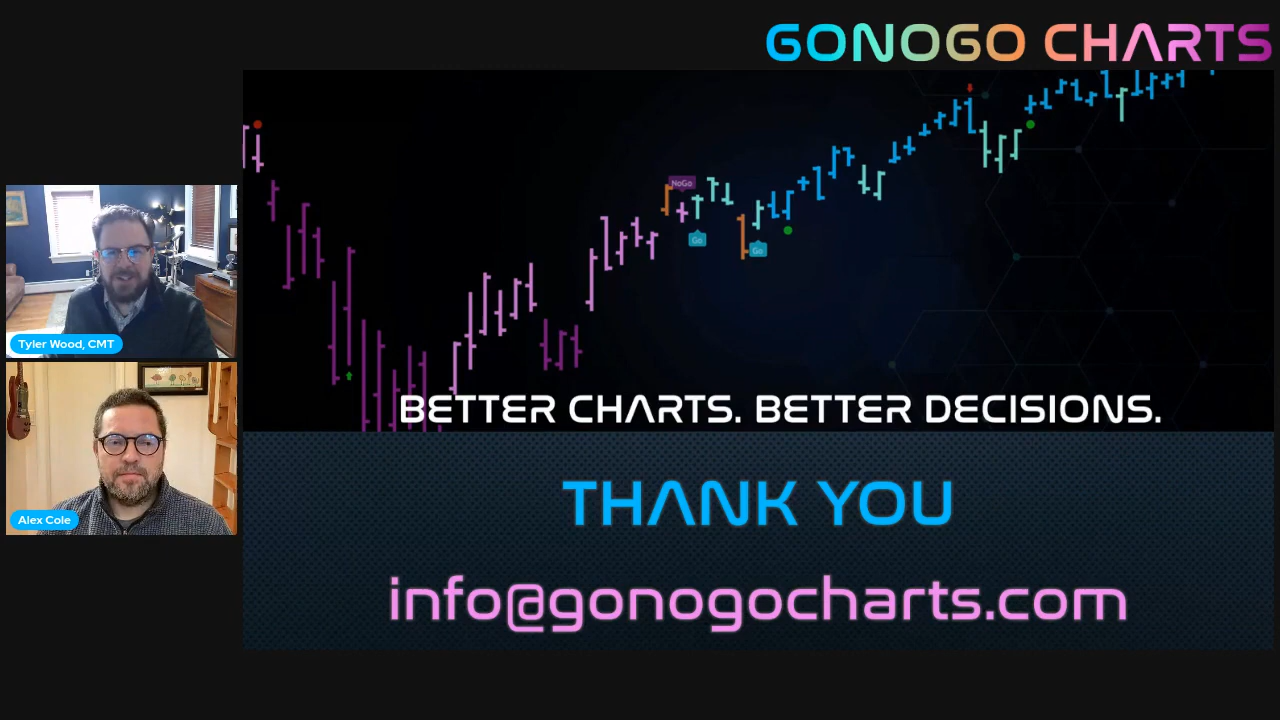 GONOGO CHARTS
NoGo
Go
Go
Tyler Wood, CMT
BETTER CHARTS. BETTER DECISIONS.
THANK YOU
Alex Cole
info@gonogocharts.com